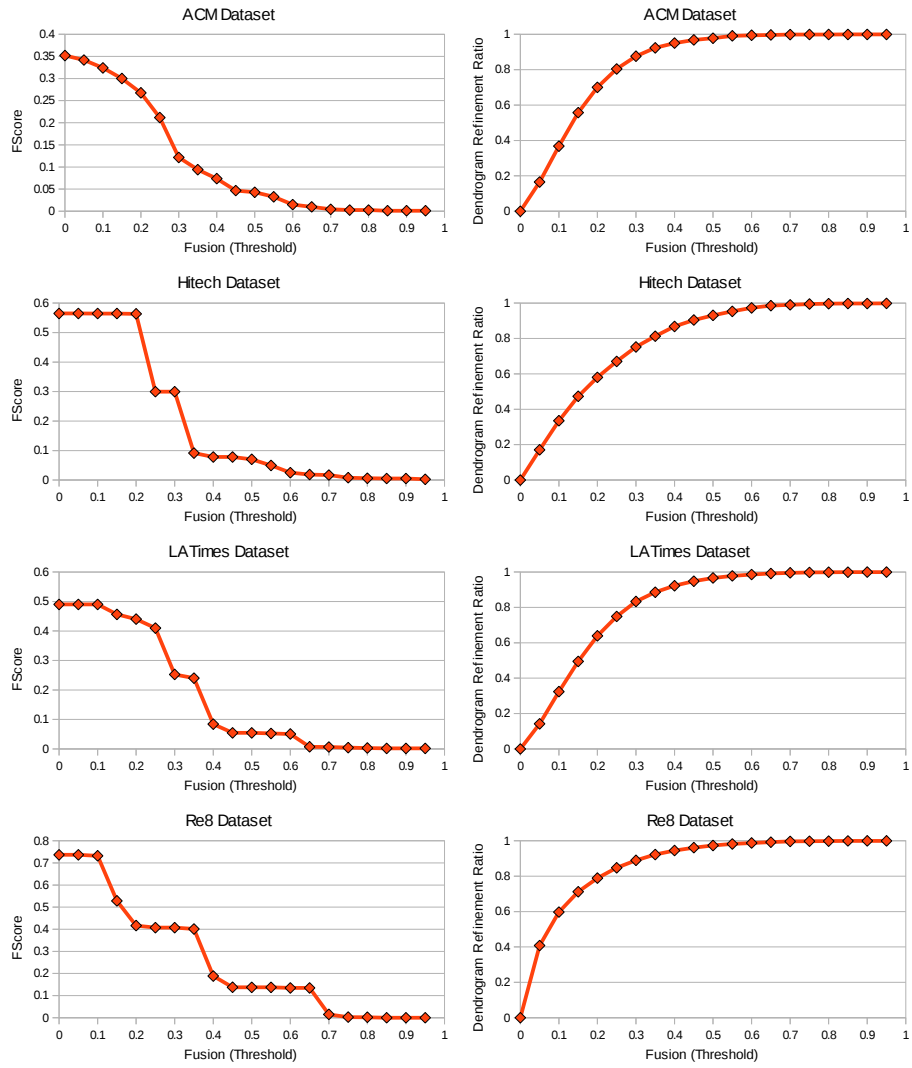 ACM Dataset
FScore
0.4
0.35
0.3
0.25
0.2
0.15
0.1
0.05
0
0 0.1 0.2 0.3 0.4 0.5 0.6 0.7 0.8 0.9 1
Fusion (Threshold)
ACM Dataset
Dendrogram Refinement Ratio
1
0.8
0.6
0.4
0.2
0
0 0.1 0.2 0.3 0.4 0.5 0.6 0.7 0.8 0.9 1
Fusion (Threshold)
Hitech Dataset
FScore
0.6
0.5
0.4
0.3
0.2
0.1
0
0 0.1 0.2 0.3 0.4 0.5 0.6 0.7 0.8 0.9 1
Fusion (Threshold)
Hitech Dataset
Dendrogram Refinement Ratio
1
0.8
0.6
0.4
0.2
0
0 0.1 0.2 0.3 0.4 0.5 0.6 0.7 0.8 0.9 1
Fusion (Threshold)
LATimes Dataset
FScore
0.6
0.5
0.4
0.3
0.2
0.1
0
0 0.1 0.2 0.3 0.4 0.5 0.6 0.7 0.8 0.9 1
Fusion (Threshold)
LATimes Dataset
Dendrogram Refinement Ratio
1
0.8
0.6
0.4
0.2
0
0 0.1 0.2 0.3 0.4 0.5 0.6 0.7 0.8 0.9 1
Fusion (Threshold)
Re8 Dataset
FScore
0.8
0.7
0.6
0.5
0.4
0.3
0.2
0.1
0
0 0.1 0.2 0.3 0.4 0.5 0.6 0.7 0.8 0.9 1
Fusion (Threshold)
Re8 Dataset
Dendrogram Refinement Ratio
1
0.8
0.6
0.4
0.2
0
0 0.1 0.2 0.3 0.4 0.5 0.6 0.7 0.8 0.9 1
Fusion (Threshold)